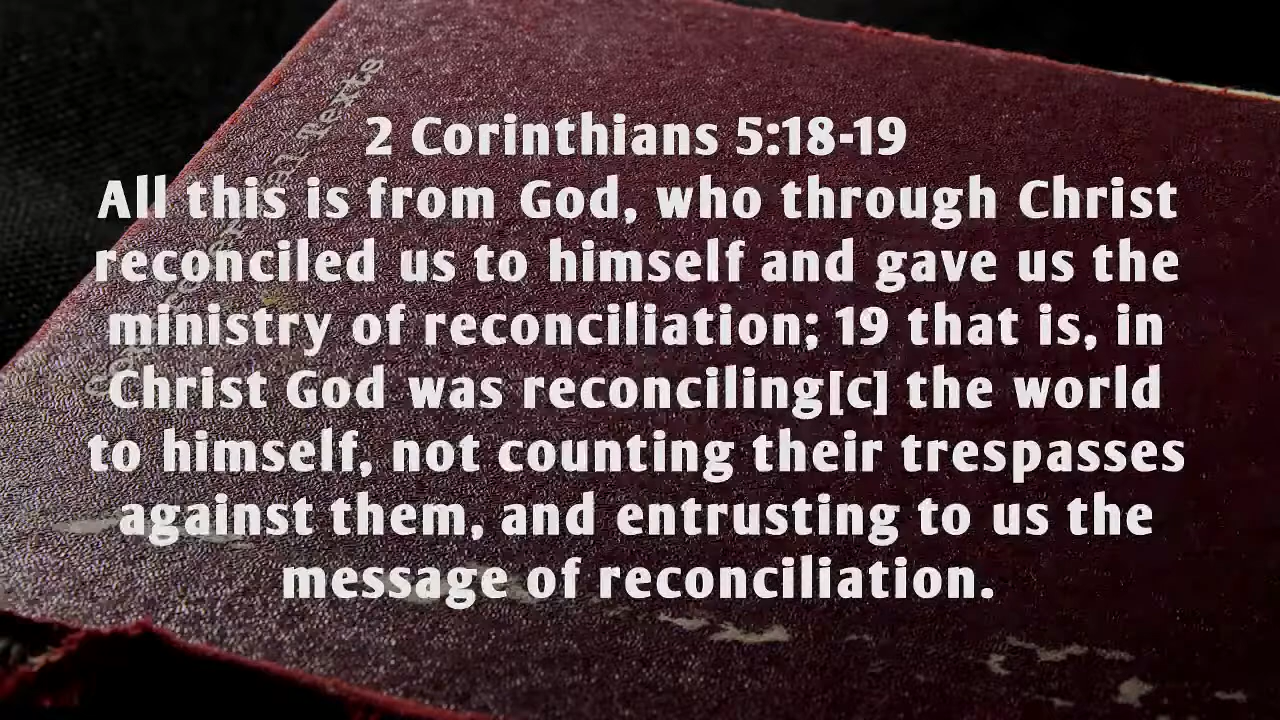 2 Corinthians 5:18-19
All this is from God, who through Christ
reconciled us to himself and gave us the
ministry of reconciliation; 19 that is, in
Christ God was reconciling[c] the world
to himself, not counting their trespasses
against them, and entrusting to us the
message of reconciliation.
Texts